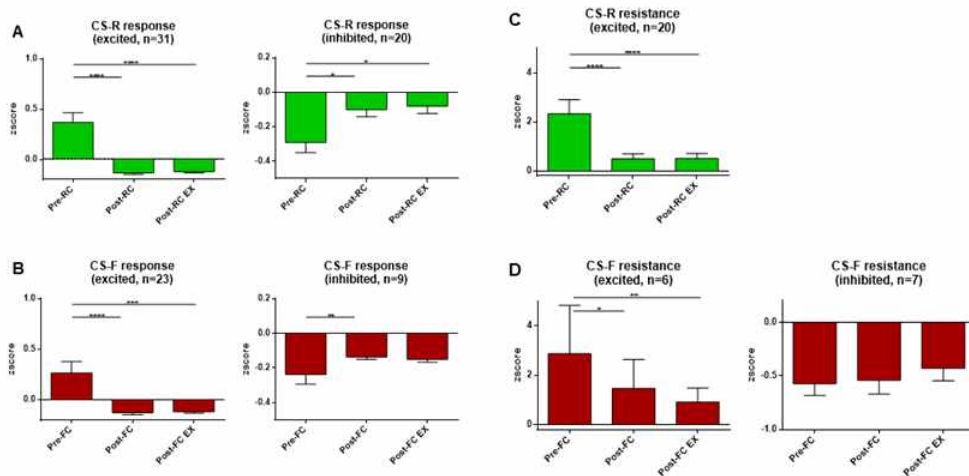 A
CS-R response
(excited, n=31)
zscore
1.0
0.5
0.0
****
****
Pre-RC
Post-RC
Post-RC EX
CS-R response
(inhibited, n=20)
zscore
0.0
-0.2
-0.4
*
*
Pre-RC
Post-RC
Post-RC EX
C
CS-R resistance
(excited, n=20)
zscore
4
2
0
****
****
Pre-RC
Post-RC
Post-RC EX
B
CS-F response
(excited, n=23)
zscore
1.0
0.5
0.0
***
****
Pre-FC
Post-FC
Post-FC EX
CS-F response
(inhibited, n=9)
zscore
0.2
0.0
-0.2
-0.4
**
Pre-FC
Post-FC
Post-FC EX
D
CS-F resistance
(excited, n=6)
zscore
4
2
0
**
*
Pre-FC
Post-FC
Post-FC EX
CS-F resistance
(inhibited, n=7)
zscore
0.0
-0.5
-1.0
Pre-FC
Post-FC
Post-FC EX